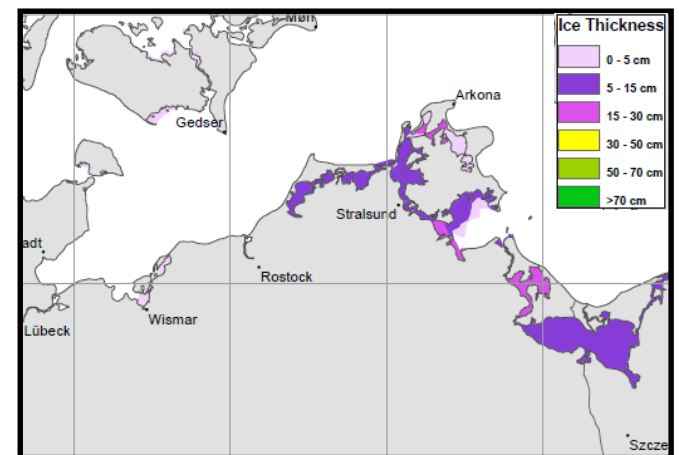 Møn
Ice Thickness
0 - 5 cm
5 - 15 cm
15 - 30 cm
30 - 50 cm
50 - 70 cm
>70 cm
Arkona
Gedser
Stralsund
adt
Rostock
Wismar
Lübeck
Szcze